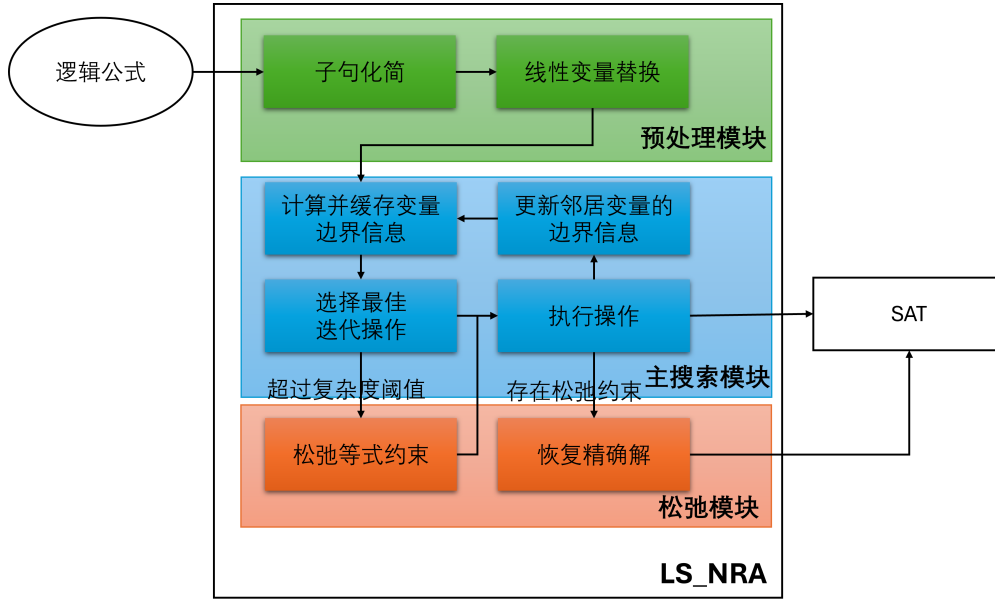 逻辑公式
子句化简
线性变量替换
预处理模块
计算并缓存变量
边界信息
更新邻居变量的
边界信息
选择最佳
迭代操作
执行操作
SAT
主搜索模块
超过复杂度阈值
存在松弛约束
松弛等式约束
恢复精确解
松弛模块
LS_NRA